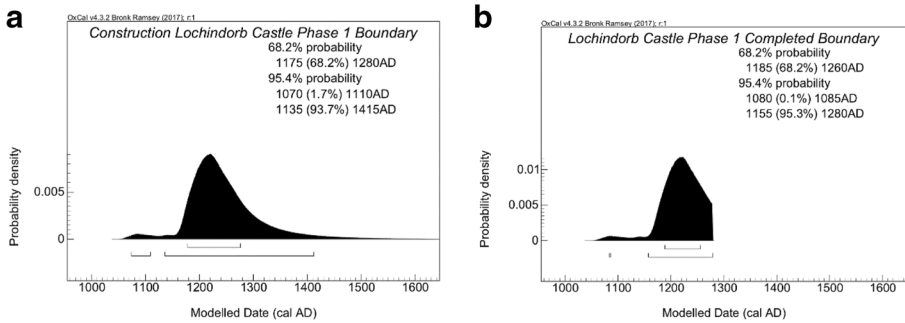 a
OxCal v4.3.2 Bronk Ramsey (2017); r:1
Construction Lochindorb Castle Phase 1 Boundary
68.2% probability
1175 (68.2%) 1280AD
95.4% probability
1070 (1.7%) 1110AD
1135 (93.7%) 1415AD
Probability density
0.005
0
1000 1100 1200 1300 1400 1500 1600
Modelled Date (cal AD)
b
OxCal v4.3.2 Bronk Ramsey (2017); r:1
Lochindorb Castle Phase 1 Completed Boundary
68.2% probability
1185 (68.2%) 1260AD
95.4% probability
1080 (0.1%) 1085AD
1155 (95.3%) 1280AD
Probability density
0.01
0.005
0
1000 1100 1200 1300 1400 1500 1600
Modelled Date (cal AD)